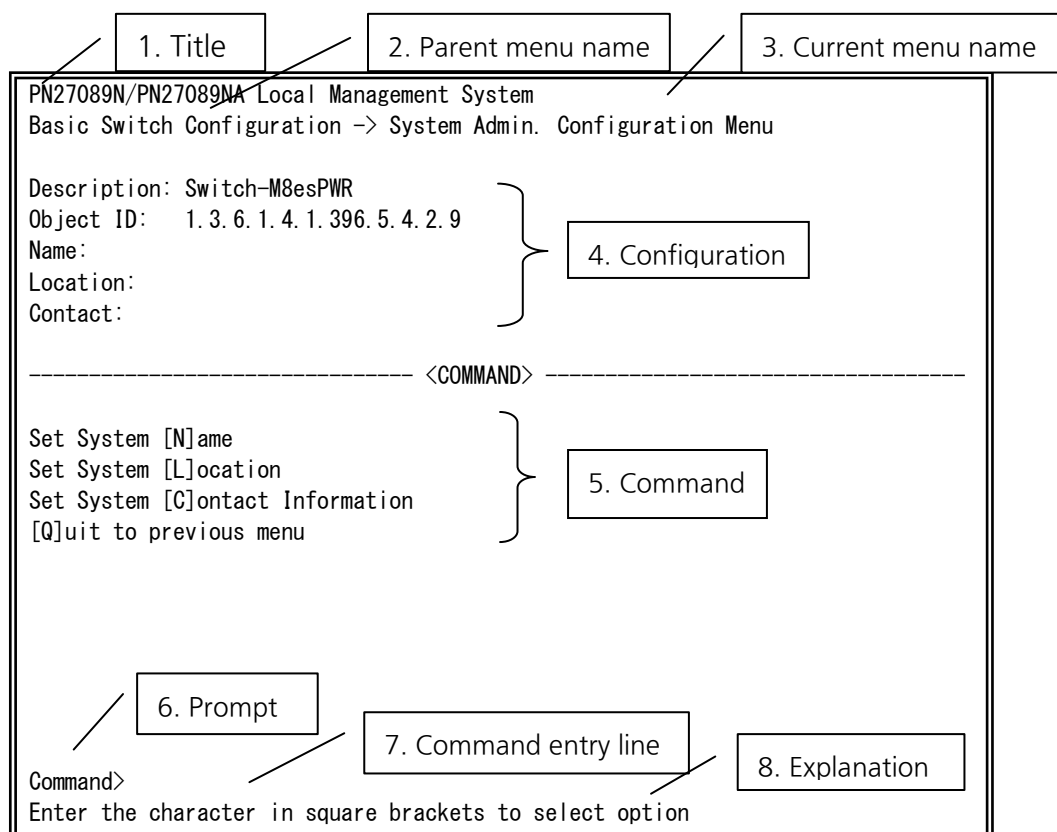 1. Title
2. Parent menu name
3. Current menu name
PN27089N/PN27089NA Local Management System
Basic Switch Configuration -> System Admin. Configuration Menu
Description: Switch-M8esPWR
Object ID: 1.3.6.1.4.1.396.5.4.2.9
Name:
Location:
Contact:
4. Configuration
-------------------------------- <COMMAND> -----------------------------------
Set System [N]ame
Set System [L]ocation
Set System [C]ontact Information
[Q]uit to previous menu
5. Command
6. Prompt
7. Command entry line
8. Explanation
Command>
Enter the character in square brackets to select option